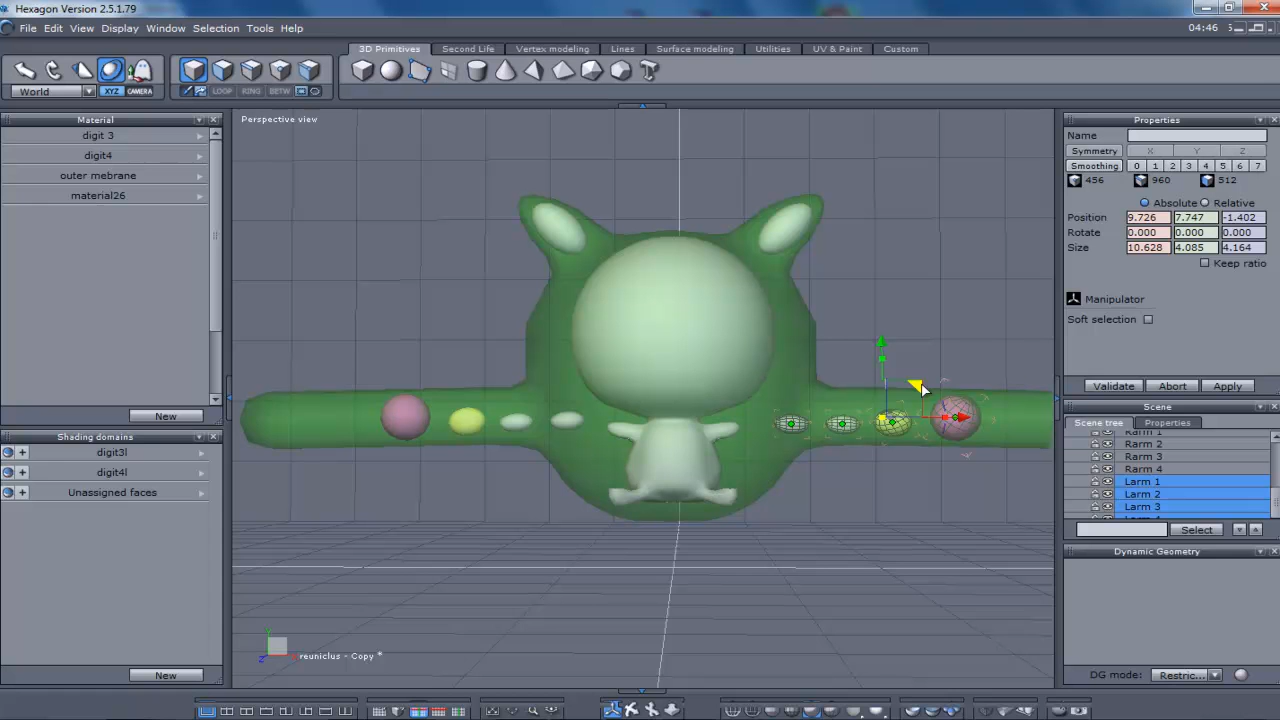 Hexagon Version 2.5.1.79
File Edit View Display Window Selection Tools Help
04:46
3D Primitives Second Life Vertex modeling Lines Surface modeling Utilities UV & Paint Custom
World XYZ CAMERA LOOP RING BETW
Material
digit 3
digit4
outer mebrane
material26
New
Shading domains
digit3l
digit4l
Unassigned faces
New
Perspective view
reuniclus - Copy *
Properties
Name
Symmetry X Y Z
Smoothing 0 1 2 3 4 5 6 7
456 960 512
Absolute Relative
Position 9.726 7.747 -1.402
Rotate 0.000 0.000 0.000
Size 10.628 4.085 4.164
Keep ratio
Manipulator
Soft selection
Validate Abort Apply
Scene
Scene tree Properties
Rarm 1
Rarm 2
Rarm 3
Rarm 4
Larm 1
Larm 2
Larm 3
Select
Dynamic Geometry
DG mode: Restric...